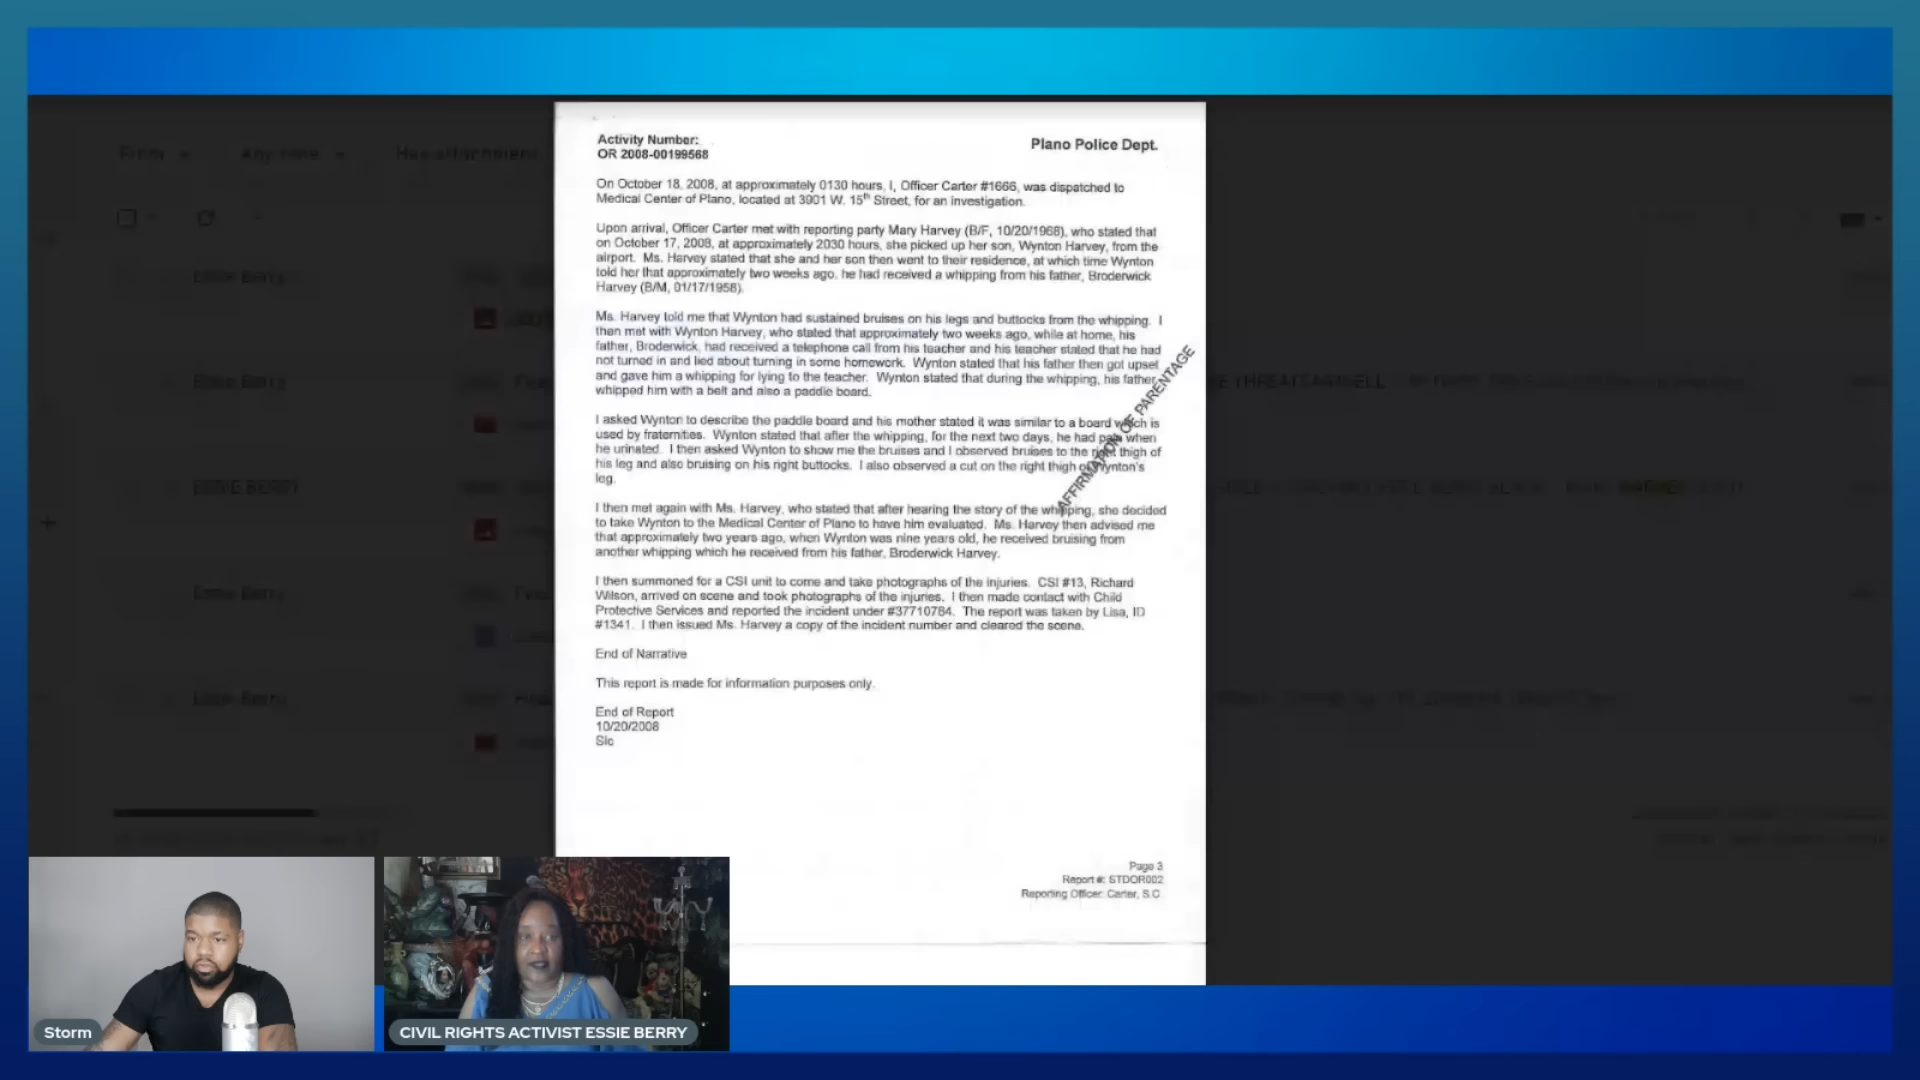 Activity Number:
OR 2008-00199568
Plano Police Dept.
On October 18, 2008, at approximately 0130 hours, I, Officer Carter #1666, was dispatched to
Medical Center of Plano, located at 3901 W. 15th Street, for an investigation.
Upon arrival, Officer Carter met with reporting party Mary Harvey (B/F, 10/20/1968), who stated that
on October 17, 2008, at approximately 2030 hours, she picked up her son, Wynton Harvey, from the
airport. Ms. Harvey stated that she and her son then went to their residence, at which time Wynton
told her that approximately two weeks ago, he had received a whipping from his father, Broderwick
Harvey (B/M, 01/17/1958).
Ms. Harvey told me that Wynton had sustained bruises on his legs and buttocks from the whipping. I
then met with Wynton Harvey, who stated that approximately two weeks ago, while at home, his
father, Broderwick, had received a telephone call from his teacher and his teacher stated that he had
not turned in and lied about turning in some homework. Wynton stated that his father then got upset
and gave him a whipping for lying to the teacher. Wynton stated that during the whipping, his father
whipped him with a belt and also a paddle board.
I asked Wynton to describe the paddle board and his mother stated it was similar to a board which is
used by fraternities. Wynton stated that after the whipping, for the next two days, he had pain when
he urinated. I then asked Wynton to show me the bruises and I observed bruises to the right thigh of
his leg and also bruising on his right buttocks. I also observed a cut on the right thigh of Wynton's
leg.
AFFIRMATION OF PARENTAGE
I then met again with Ms. Harvey, who stated that after hearing the story of the whipping, she decided
to take Wynton to the Medical Center of Plano to have him evaluated. Ms. Harvey then advised me
that approximately two years ago, when Wynton was nine years old, he received bruising from
another whipping which he received from his father, Broderwick Harvey.
I then summoned for a CSI unit to come and take photographs of the injuries. CSI #13, Richard
Wilson, arrived on scene and took photographs of the injuries. I then made contact with Child
Protective Services and reported the incident under #37710784. The report was taken by Lisa, ID
#1341. I then issued Ms. Harvey a copy of the incident number and cleared the scene.
End of Narrative
This report is made for information purposes only.
End of Report
10/20/2008
Slc
Page 3
Report #: STDOR002
Reporting Officer: Carter, S.C.
From
Any time
Has attachment
Essie Berry
Essie Berry
ESSIE BERRY
Essie Berry
Essie Berry
Storm
CIVIL RIGHTS ACTIVIST ESSIE BERRY